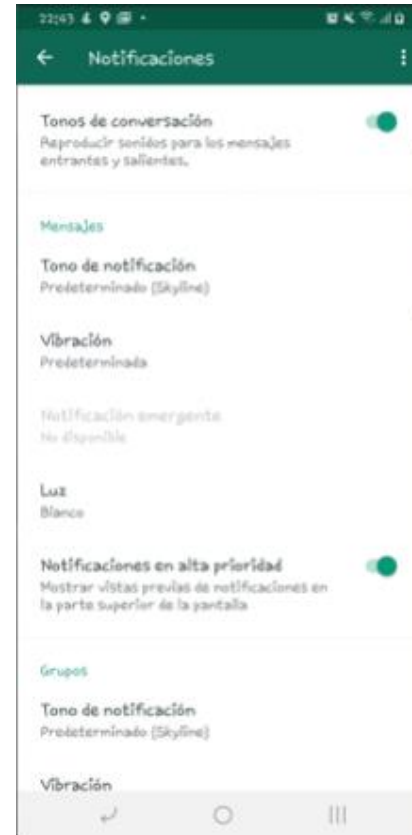 22:43
Notificaciones
Tonos de conversación
Reproducir sonidos para los mensajes
entrantes y salientes.
Mensajes
Tono de notificación
Predeterminado (Skyline)
Vibración
Predeterminada
Notificación emergente
No disponible
Luz
Blanco
Notificaciones en alta prioridad
Mostrar vistas previas de notificaciones en
la parte superior de la pantalla
Grupos
Tono de notificación
Predeterminado (Skyline)
Vibración